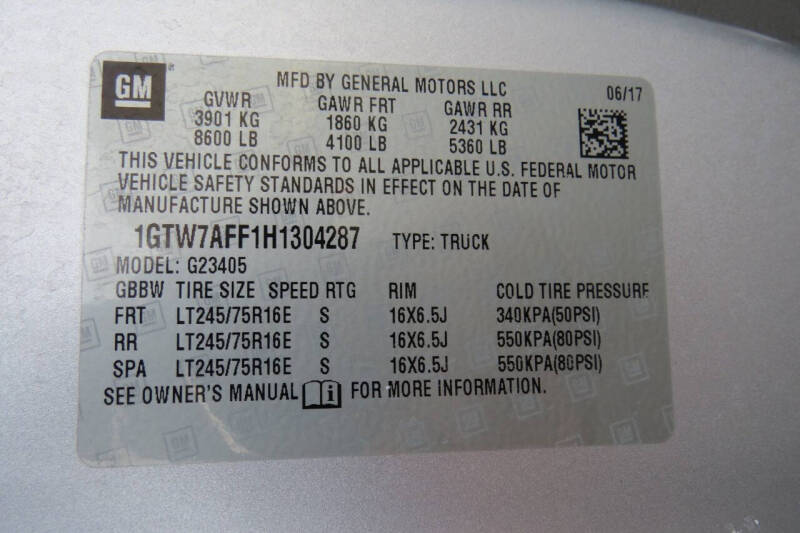 GM
MFD BY GENERAL MOTORS LLC 06/17
GVWR GAWR FRT GAWR RR
3901 KG 1860 KG 2431 KG
8600 LB 4100 LB 5360 LB
THIS VEHICLE CONFORMS TO ALL APPLICABLE U.S. FEDERAL MOTOR
VEHICLE SAFETY STANDARDS IN EFFECT ON THE DATE OF
MANUFACTURE SHOWN ABOVE.
1GTW7AFF1H1304287 TYPE: TRUCK
MODEL: G23405
GBBW TIRE SIZE SPEED RTG RIM COLD TIRE PRESSURE
FRT LT245/75R16E S 16X6.5J 340KPA(50PSI)
RR LT245/75R16E S 16X6.5J 550KPA(80PSI)
SPA LT245/75R16E S 16X6.5J 550KPA(80PSI)
SEE OWNER'S MANUAL i FOR MORE INFORMATION.